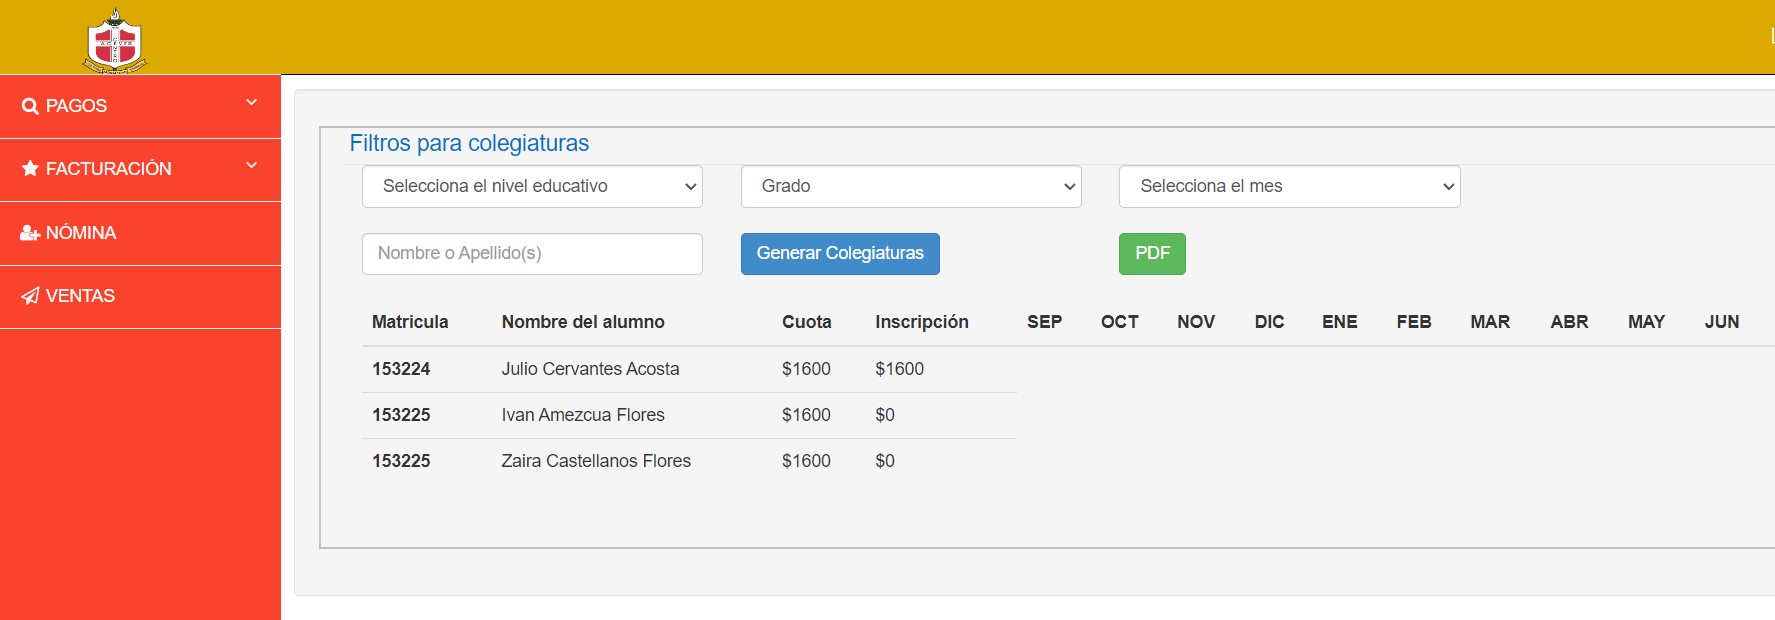 PAGOS
FACTURACIÓN
NÓMINA
VENTAS
Filtros para colegiaturas
Selecciona el nivel educativo Grado Selecciona el mes
Nombre o Apellido(s) Generar Colegiaturas PDF
Matricula Nombre del alumno Cuota Inscripción SEP OCT NOV DIC ENE FEB MAR ABR MAY JUN
153224 Julio Cervantes Acosta $1600 $1600
153225 Ivan Amezcua Flores $1600 $0
153225 Zaira Castellanos Flores $1600 $0